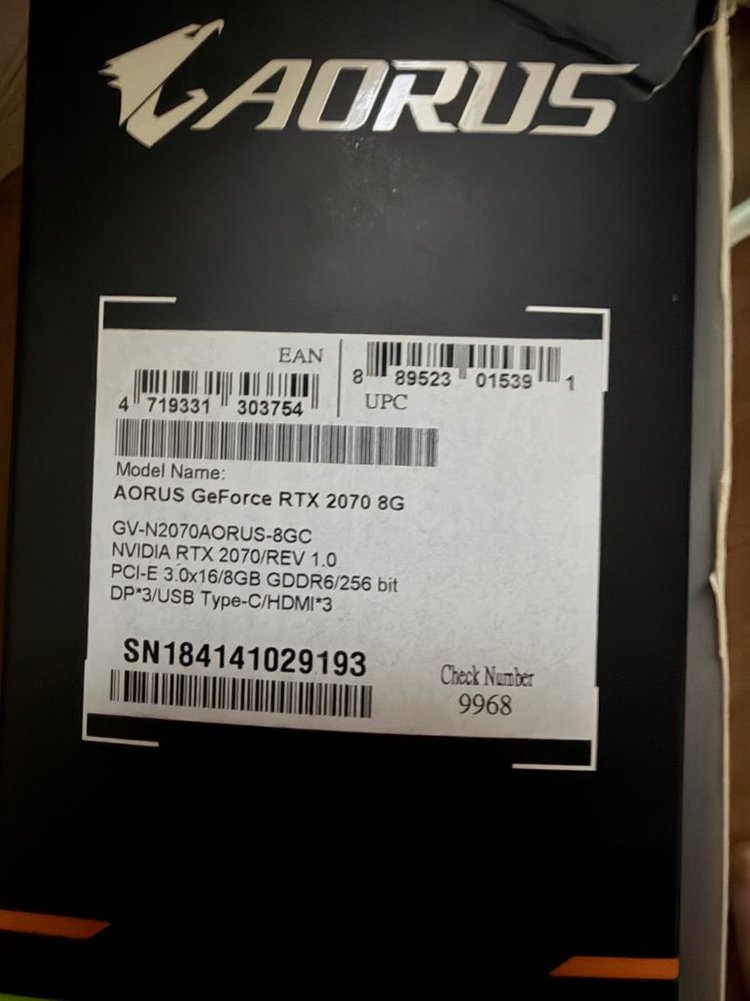 AORUS
EAN
4 719331 303754
8 89523 01539 1
UPC
Model Name:
AORUS GeForce RTX 2070 8G
GV-N2070AORUS-8GC
NVIDIA RTX 2070/REV 1.0
PCI-E 3.0x16/8GB GDDR6/256 bit
DP*3/USB Type-C/HDMI*3
SN184141029193
Check Number
9968